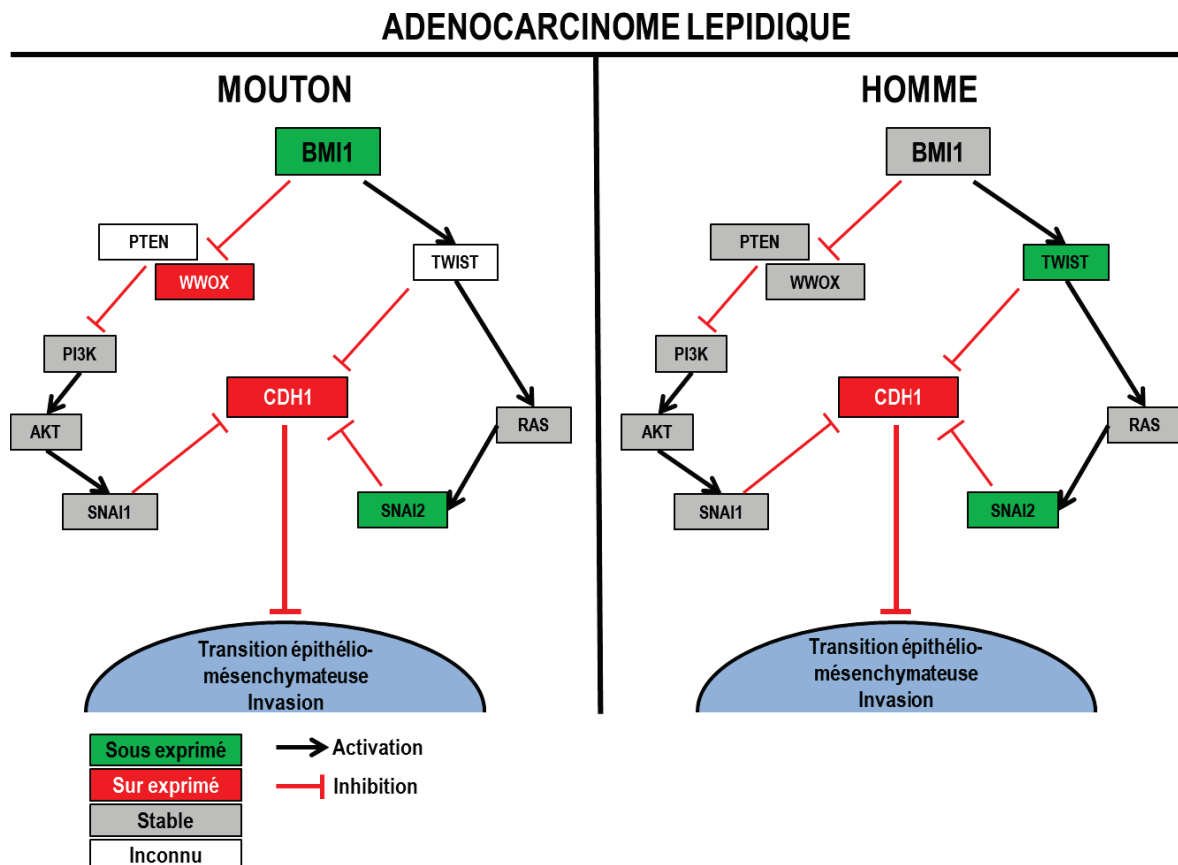 ADENOCARCINOME LEPIDIQUE
MOUTON
BMI1
PTEN
WWOX
TWIST
PI3K
CDH1
AKT
RAS
SNAI1
SNAI2
Transition épithélio-
mésenchymateuse
Invasion
HOMME
BMI1
PTEN
WWOX
TWIST
PI3K
CDH1
AKT
RAS
SNAI1
SNAI2
Transition épithélio-
mésenchymateuse
Invasion
Sous exprimé
Sur exprimé
Stable
Inconnu
Activation
Inhibition